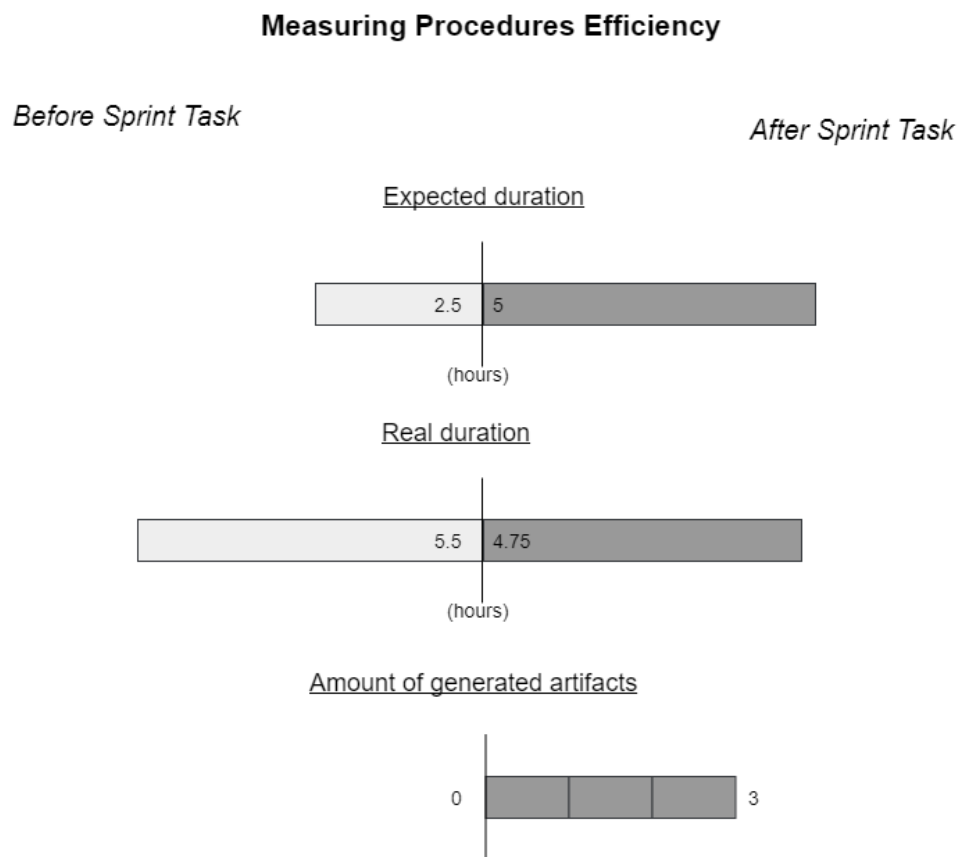 Measuring Procedures Efficiency
Before Sprint Task
After Sprint Task
Expected duration
2.5 5
(hours)
Real duration
5.5 4.75
(hours)
Amount of generated artifacts
0 3